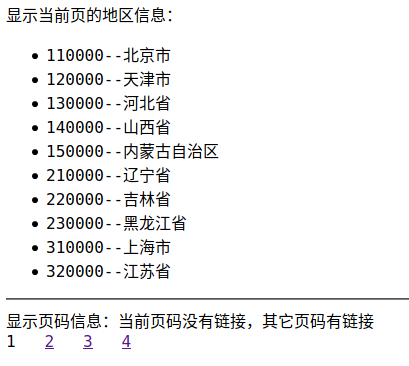 显示当前页的地区信息：
110000--北京市
120000--天津市
130000--河北省
140000--山西省
150000--内蒙古自治区
210000--辽宁省
220000--吉林省
230000--黑龙江省
310000--上海市
320000--江苏省
显示页码信息：当前页码没有链接，其它页码有链接
1 2 3 4